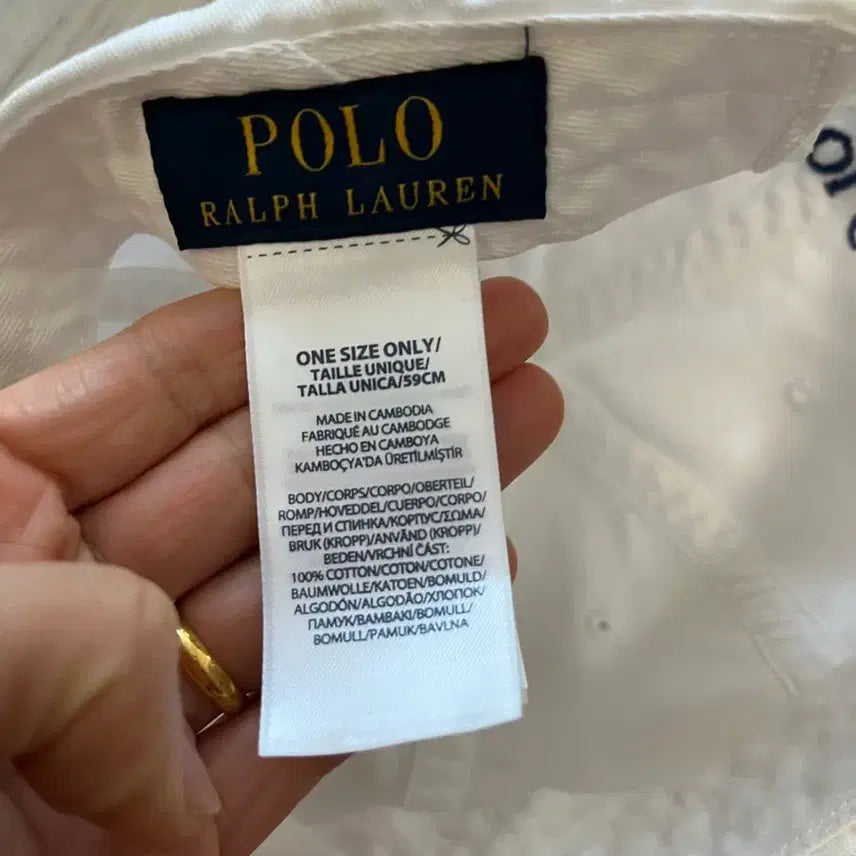 POLO
RALPH LAUREN
ONE SIZE ONLY/
TAILLE UNIQUE/
TALLA UNICA/59CM
MADE IN CAMBODIA
FABRIQUÉ AU CAMBODGE
HECHO EN CAMBOYA
KAMBOÇYA'DA ÜRETİLMİŞTİR
BODY/CORPS/CORPO/OBERTEIL/
ROMP/HOVEDDEL/CUERPO/CORPO/
ПЕРЕД И СПИНКА/КОРПУС/ΣΩΜΑ/
BRUK (KROPP)/ANVÄND (KROPP)/
BEDEN/VRCHNÍ ČÁST:
100% COTTON/COTON/COTONE/
BAUMWOLLE/KATOEN/BOMULD/
ALGODÓN/ALGODÃO/ХЛОПОК/
ПАМУК/BAMBAKI/BOMULL/
BOMULL/PAMUK/BAVLNA